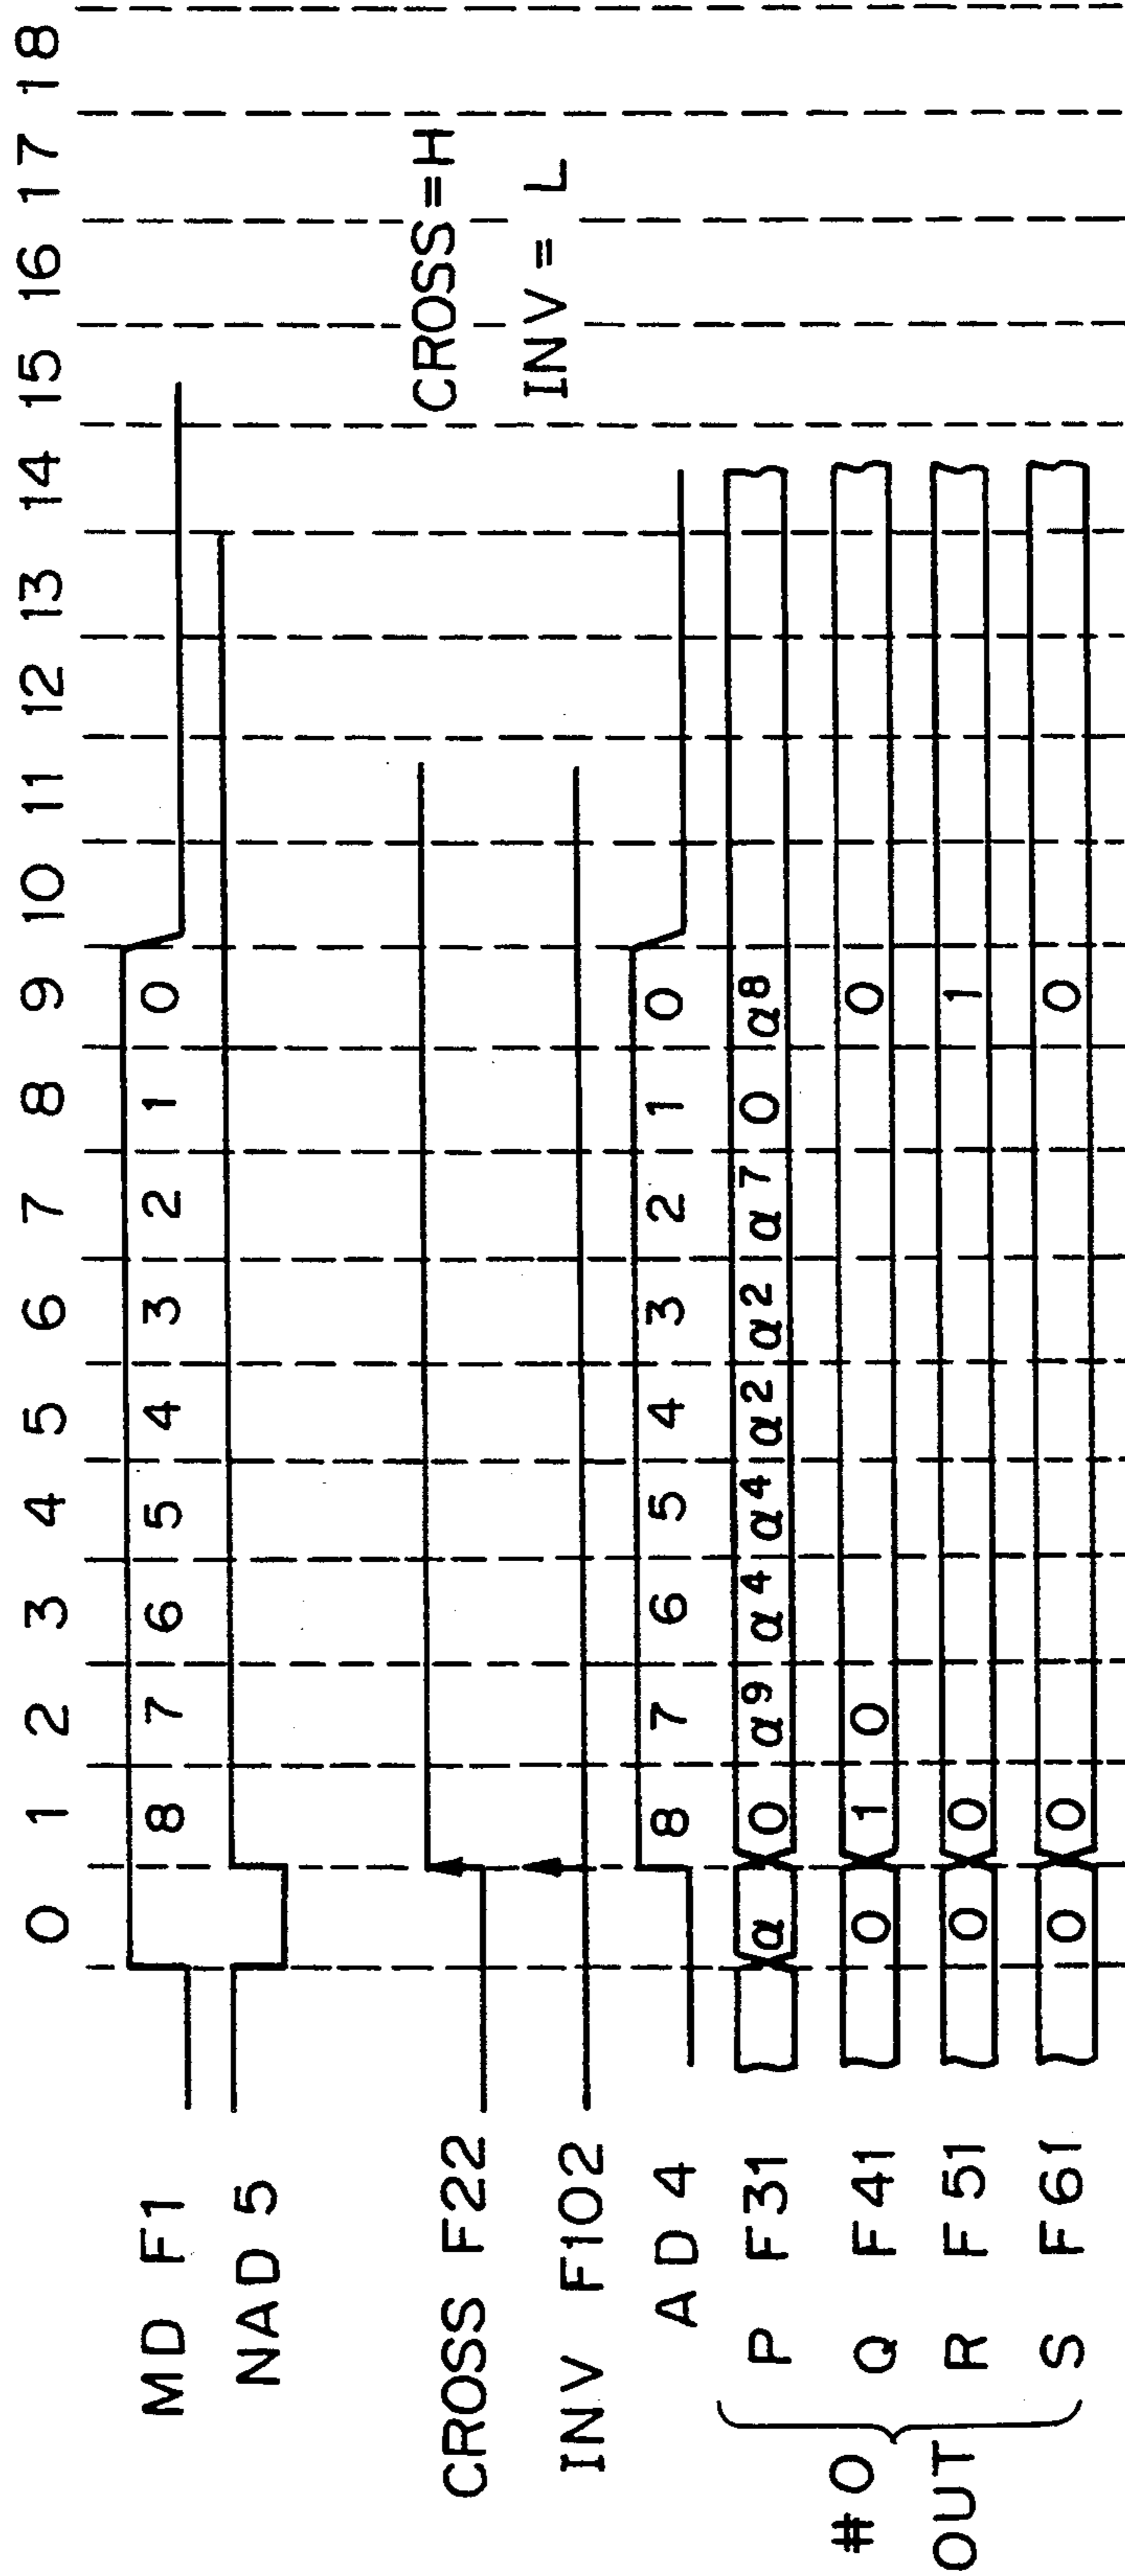 0 1 2 3 4 5 6 7 8 9 10 11 12 13 14 15 16 17 18
MD F1 8 7 6 5 4 3 2 1 0
NAD 5
CROSS F22 CROSS=H
INV F102 INV = L
AD 4 8 7 6 5 4 3 2 1 0
#0 OUT
P F31 α 0 α⁹ α⁴ α⁴ α² α² α⁷ 0 α⁸
Q F41 0 1 0 0
R F51 0 0 1
S F61 0 0 0